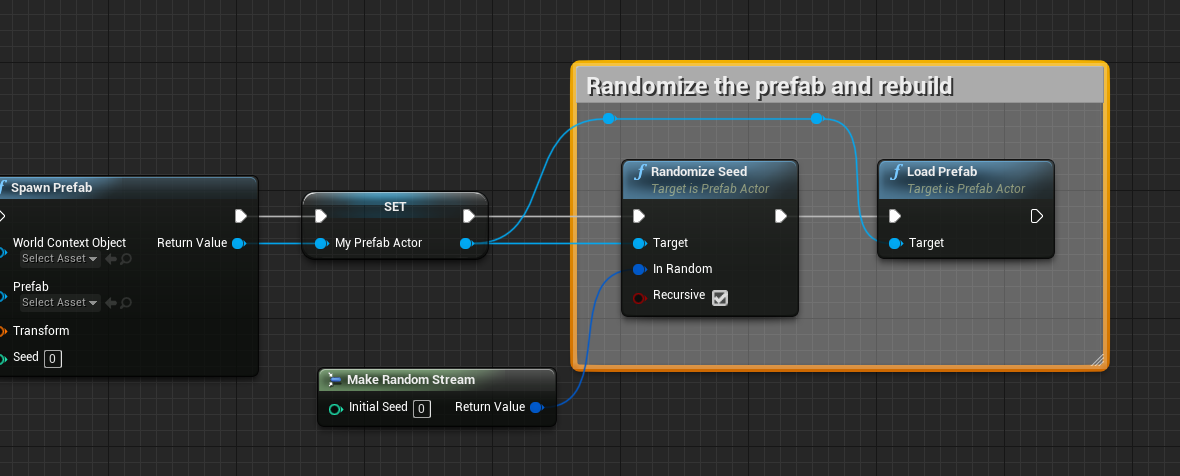 Randomize the prefab and rebuild
Spawn Prefab
World Context Object
Return Value
Select Asset
Prefab
Select Asset
Transform
Seed 0
SET
My Prefab Actor
Randomize Seed
Target is Prefab Actor
Target
In Random
Recursive
Load Prefab
Target is Prefab Actor
Target
Make Random Stream
Initial Seed 0
Return Value